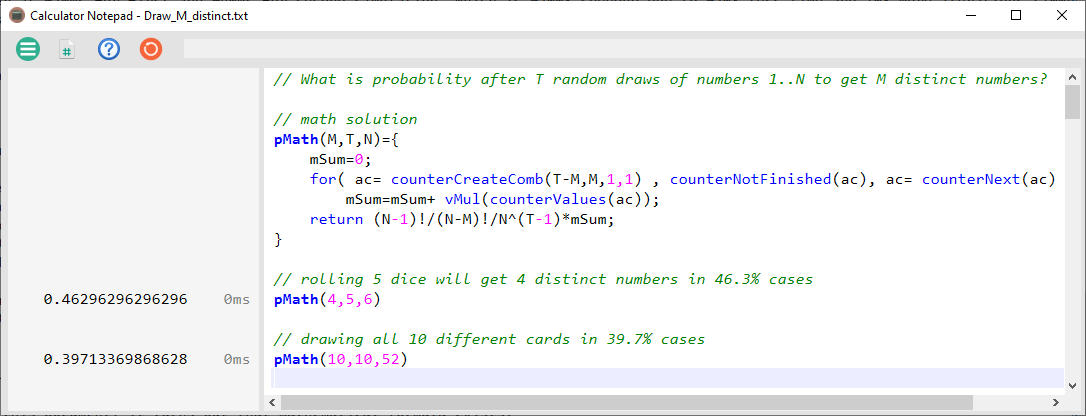 Calculator Notepad - Draw_M_distinct.txt
// What is probability after T random draws of numbers 1..N to get M distinct numbers?
// math solution
pMath(M,T,N)={
mSum=0;
for( ac= counterCreateComb(T-M,M,1,1) , counterNotFinished(ac), ac= counterNext(ac)
mSum=mSum+ vMul(counterValues(ac));
return (N-1)!/(N-M)!/N^(T-1)*mSum;
}
// rolling 5 dice will get 4 distinct numbers in 46.3% cases
0.46296296296296 0ms pMath(4,5,6)
// drawing all 10 different cards in 39.7% cases
0.39713369868628 0ms pMath(10,10,52)